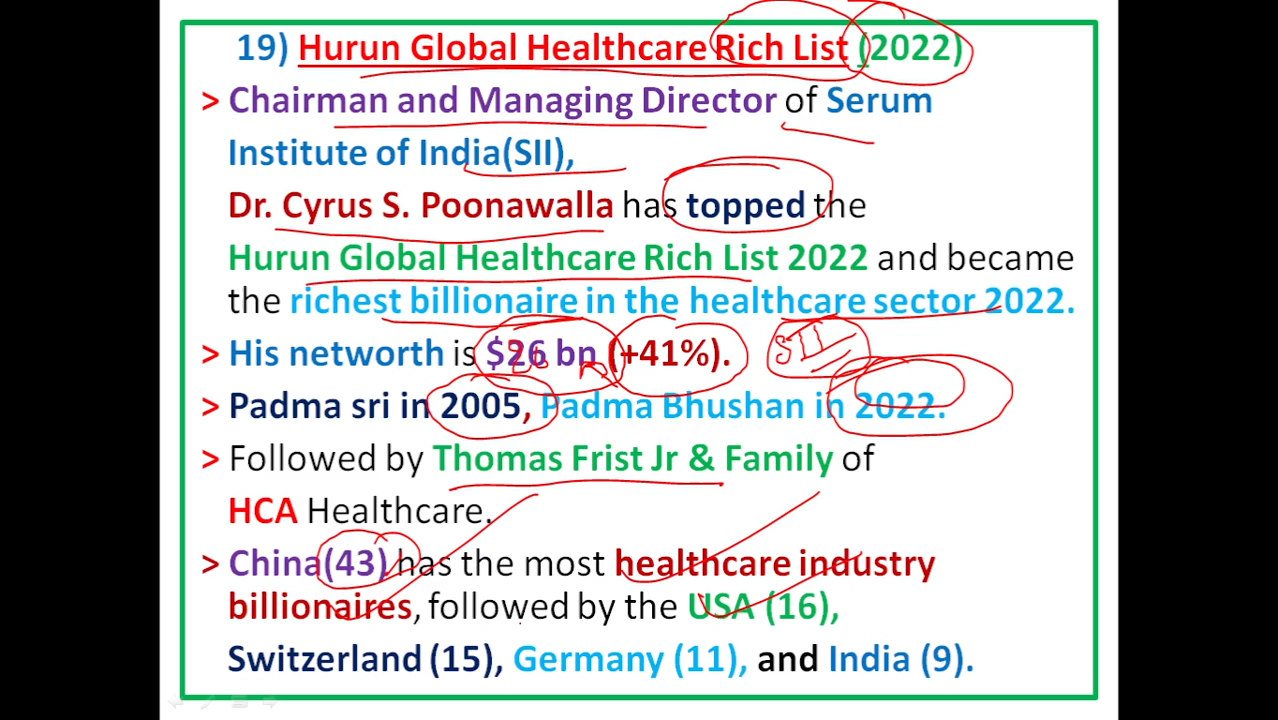 19) Hurun Global Healthcare Rich List (2022)
> Chairman and Managing Director of Serum
Institute of India(SII),
Dr. Cyrus S. Poonawalla has topped the
Hurun Global Healthcare Rich List 2022 and became
the richest billionaire in the healthcare sector 2022.
> His networth is $26 bn (+41%). SII
> Padma sri in 2005, Padma Bhushan in 2022.
> Followed by Thomas Frist Jr & Family of
HCA Healthcare.
> China(43) has the most healthcare industry
billionaires, followed by the USA (16),
Switzerland (15), Germany (11), and India (9).